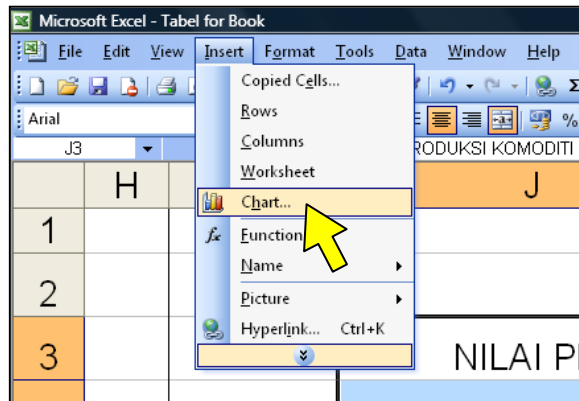 Microsoft Excel - Tabel for Book
File Edit View Insert Format Tools Data Window Help
Arial
%
J3
RODUKSI KOMODITI
Copied Cells...
Rows
Columns
Worksheet
Chart...
Function
Name
Picture
Hyperlink... Ctrl+K
H J
1
2
3 NILAI P